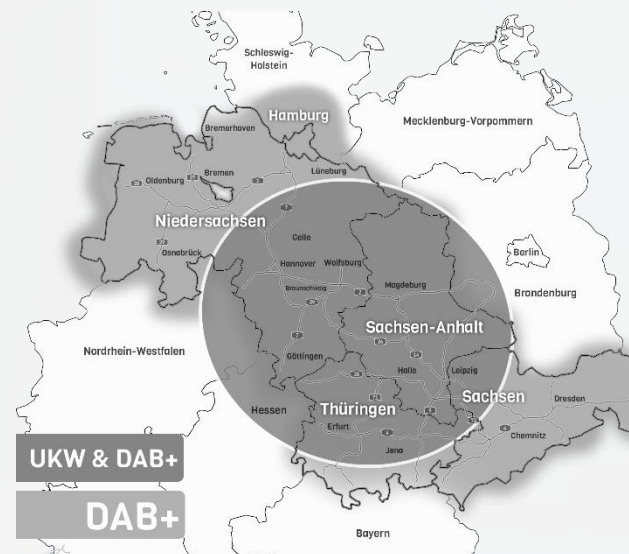 Schleswig-
Holstein
Hamburg
Mecklenburg-Vorpommern
Bremerhaven
Lüneburg
Oldenburg
Bremen
Niedersachsen
Osnabrück
Celle
Berlin
Hannover
Wolfsburg
Braunschweig
Magdeburg
Brandenburg
Sachsen-Anhalt
Nordrhein-Westfalen
Göttingen
Halle
Leipzig
Hessen
Thüringen
Sachsen
Dresden
Erfurt
Chemnitz
Jena
UKW & DAB+
DAB+
Bayern